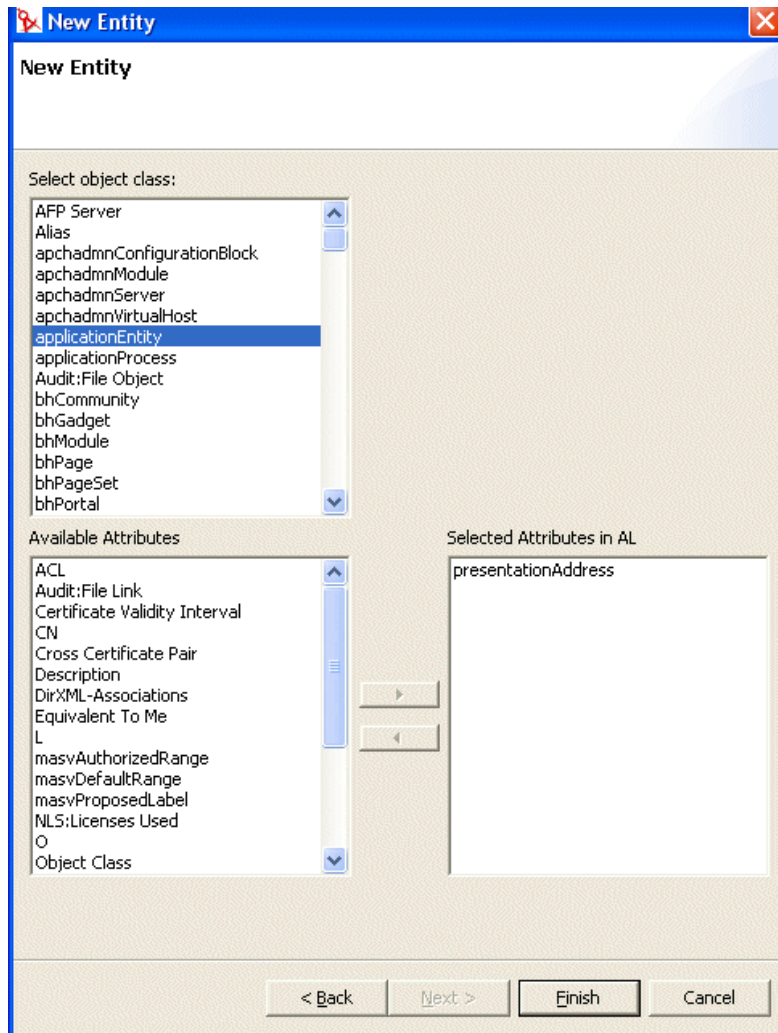 New Entity
New Entity
Select object class:
AFP Server
Alias
apchadmnConfigurationBlock
apchadmnModule
apchadmnServer
apchadmnVirtualHost
applicationEntity
applicationProcess
Audit:File Object
bhCommunity
bhGadget
bhModule
bhPage
bhPageSet
bhPortal
Available Attributes
ACL
Audit:File Link
Certificate Validity Interval
CN
Cross Certificate Pair
Description
DirXML-Associations
Equivalent To Me
L
masvAuthorizedRange
masvDefaultRange
masvProposedLabel
NLS:Licenses Used
O
Object Class
Selected Attributes in AL
presentationAddress
< Back
Next >
Finish
Cancel